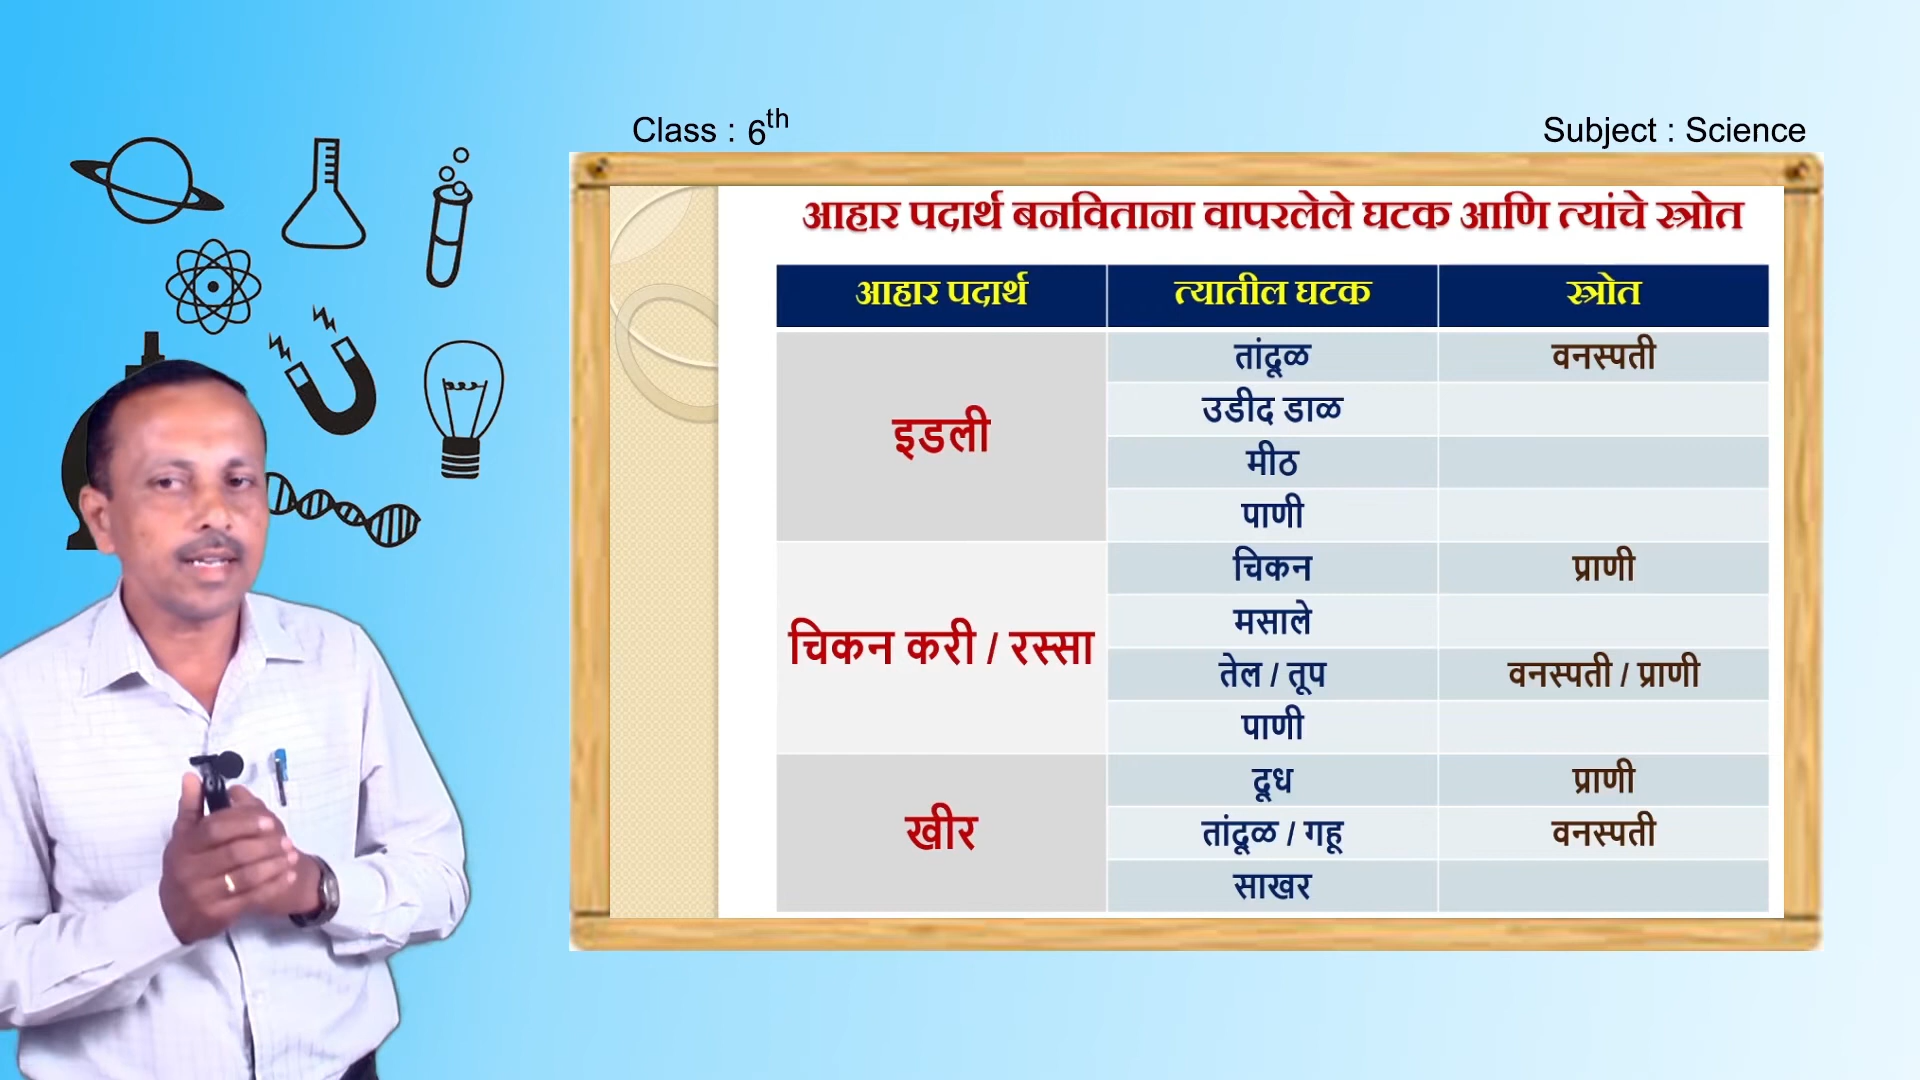 Class : 6th
Subject : Science
आहार पदार्थ बनविताना वापरलेले घटक आणि त्यांचे स्त्रोत
आहार पदार्थ त्यातील घटक स्त्रोत
इडली
तांदूळ वनस्पती
उडीद डाळ
मीठ
पाणी
चिकन करी / रस्सा
चिकन प्राणी
मसाले
तेल / तूप वनस्पती / प्राणी
पाणी
खीर
दूध प्राणी
तांदूळ / गहू वनस्पती
साखर